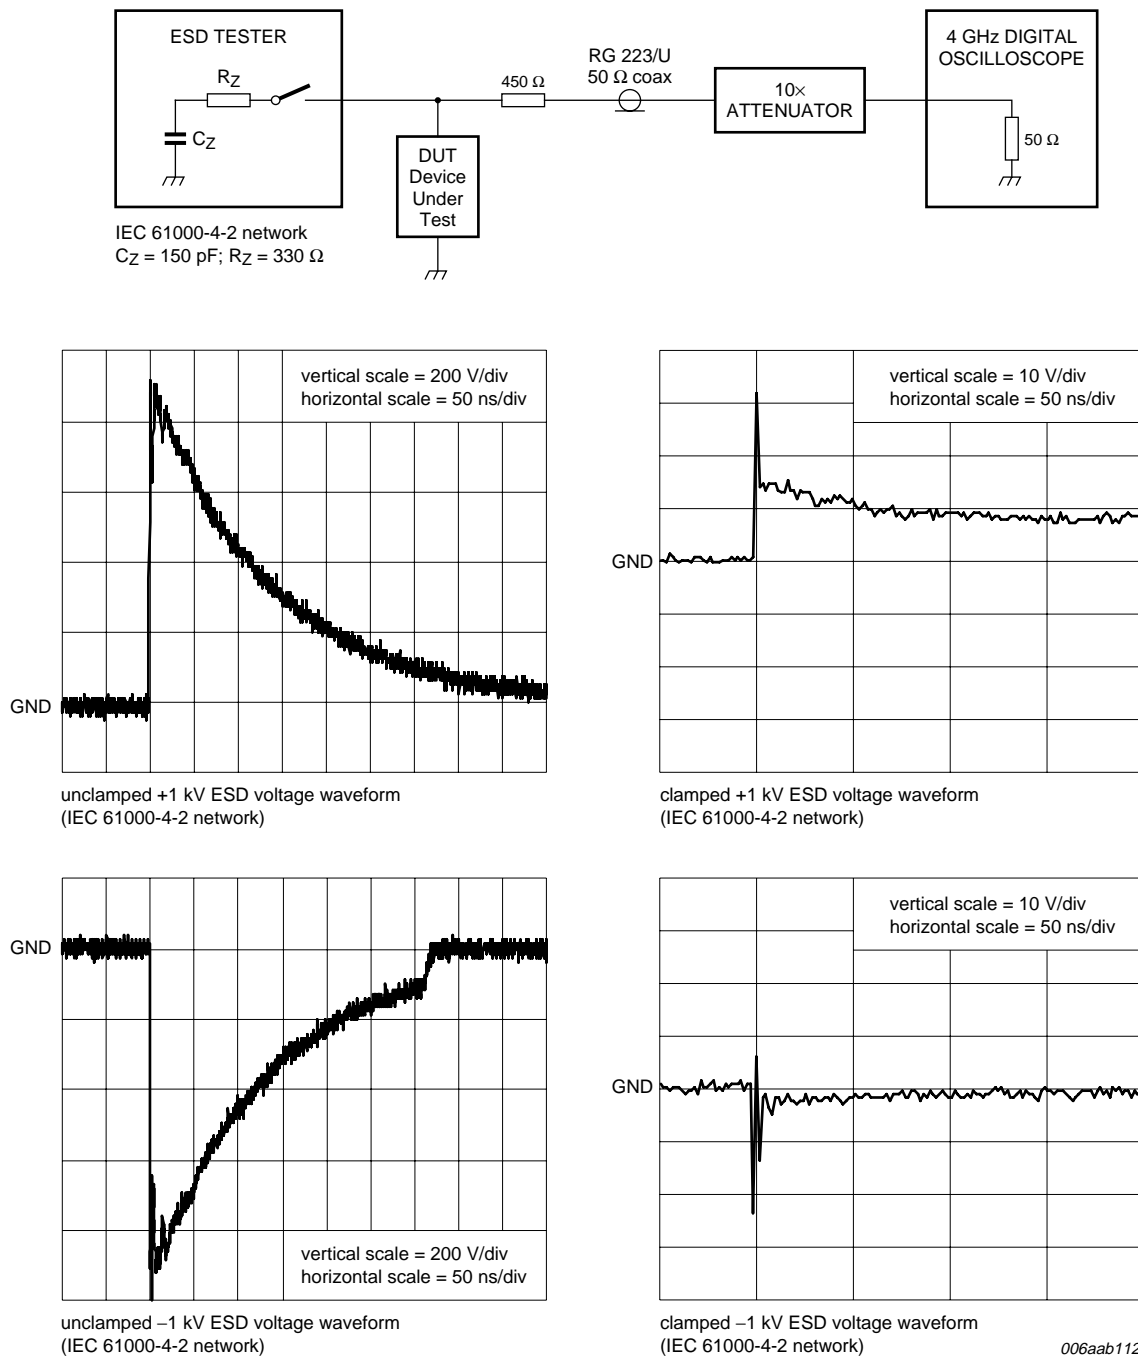 ESD TESTER
RZ
CZ
IEC 61000-4-2 network
CZ = 150 pF; RZ = 330 Ω
DUT
Device
Under
Test
450 Ω
RG 223/U
50 Ω coax
10×
ATTENUATOR
4 GHz DIGITAL
OSCILLOSCOPE
50 Ω
vertical scale = 200 V/div
horizontal scale = 50 ns/div
GND
unclamped +1 kV ESD voltage waveform
(IEC 61000-4-2 network)
vertical scale = 10 V/div
horizontal scale = 50 ns/div
GND
clamped +1 kV ESD voltage waveform
(IEC 61000-4-2 network)
GND
vertical scale = 200 V/div
horizontal scale = 50 ns/div
unclamped −1 kV ESD voltage waveform
(IEC 61000-4-2 network)
vertical scale = 10 V/div
horizontal scale = 50 ns/div
GND
clamped −1 kV ESD voltage waveform
(IEC 61000-4-2 network)
006aab112